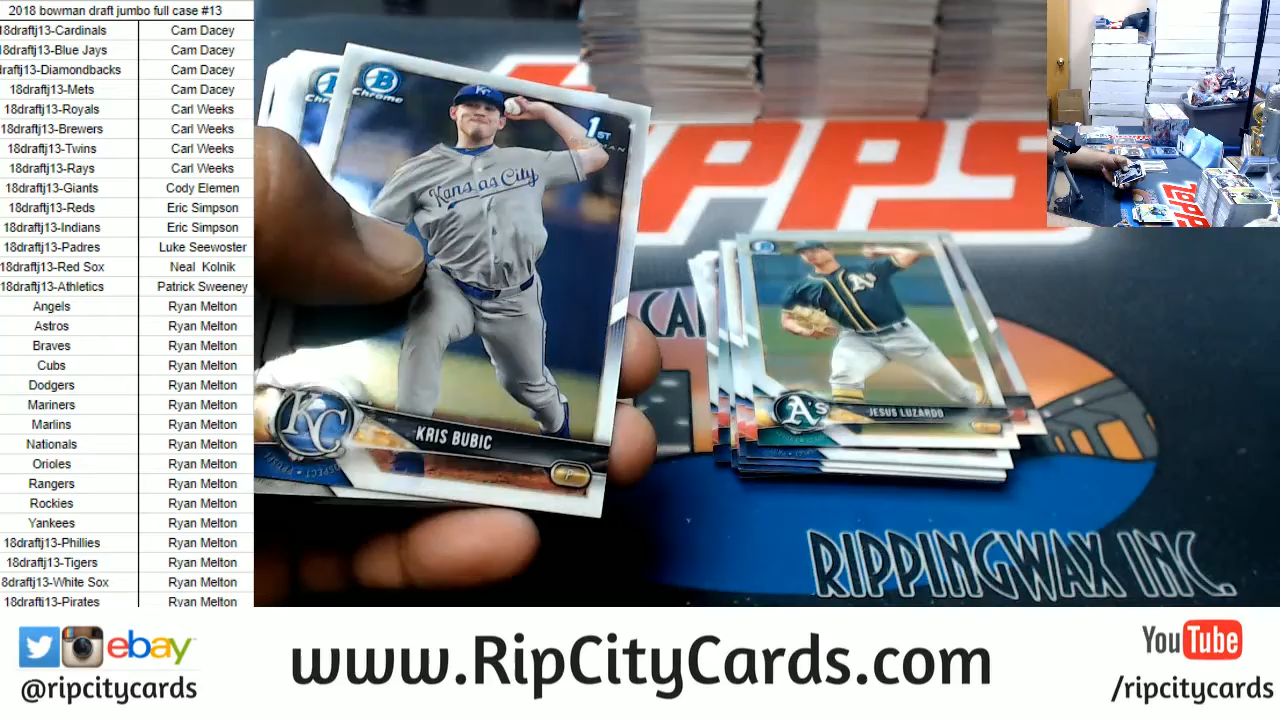 2018 bowman draft jumbo full case #13
18draftj13-Cardinals Cam Dacey
18draftj13-Blue Jays Cam Dacey
draftj13-Diamondbacks Cam Dacey
18draftj13-Mets Cam Dacey
18draftj13-Royals Carl Weeks
18draftj13-Brewers Carl Weeks
18draftj13-Twins Carl Weeks
18draftj13-Rays Carl Weeks
18draftj13-Giants Cody Elemen
18draftj13-Reds Eric Simpson
18draftj13-Indians Eric Simpson
18draftj13-Padres Luke Seewoster
18draftj13-Red Sox Neal Kolnik
18draftj13-Athletics Patrick Sweeney
Angels Ryan Melton
Astros Ryan Melton
Braves Ryan Melton
Cubs Ryan Melton
Dodgers Ryan Melton
Mariners Ryan Melton
Marlins Ryan Melton
Nationals Ryan Melton
Orioles Ryan Melton
Rangers Ryan Melton
Rockies Ryan Melton
Yankees Ryan Melton
18draftj13-Phillies Ryan Melton
18draftj13-Tigers Ryan Melton
8draftj13-White Sox Ryan Melton
18draftj13-Pirates Ryan Melton
B
Chrome
KC
1ST
Kansas City
KC
KRIS BUBIC
P
PPS
B
A's
A's
JESUS LUZARDO
RIPPINGWAX INC.
ebay
@ripcitycards
www.RipCityCards.com
YouTube
/ripcitycards